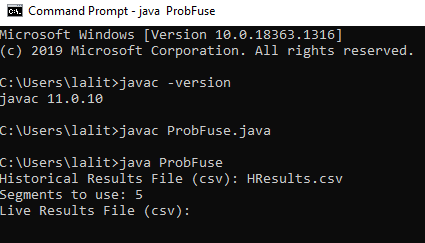 Command Prompt - java ProbFuse
Microsoft Windows [Version 10.0.18363.1316]
(c) 2019 Microsoft Corporation. All rights reserved.
C:\Users\lalit>javac -version
javac 11.0.10
C:\Users\lalit>javac ProbFuse.java
C:\Users\lalit>java ProbFuse
Historical Results File (csv): HResults.csv
Segments to use: 5
Live Results File (csv):